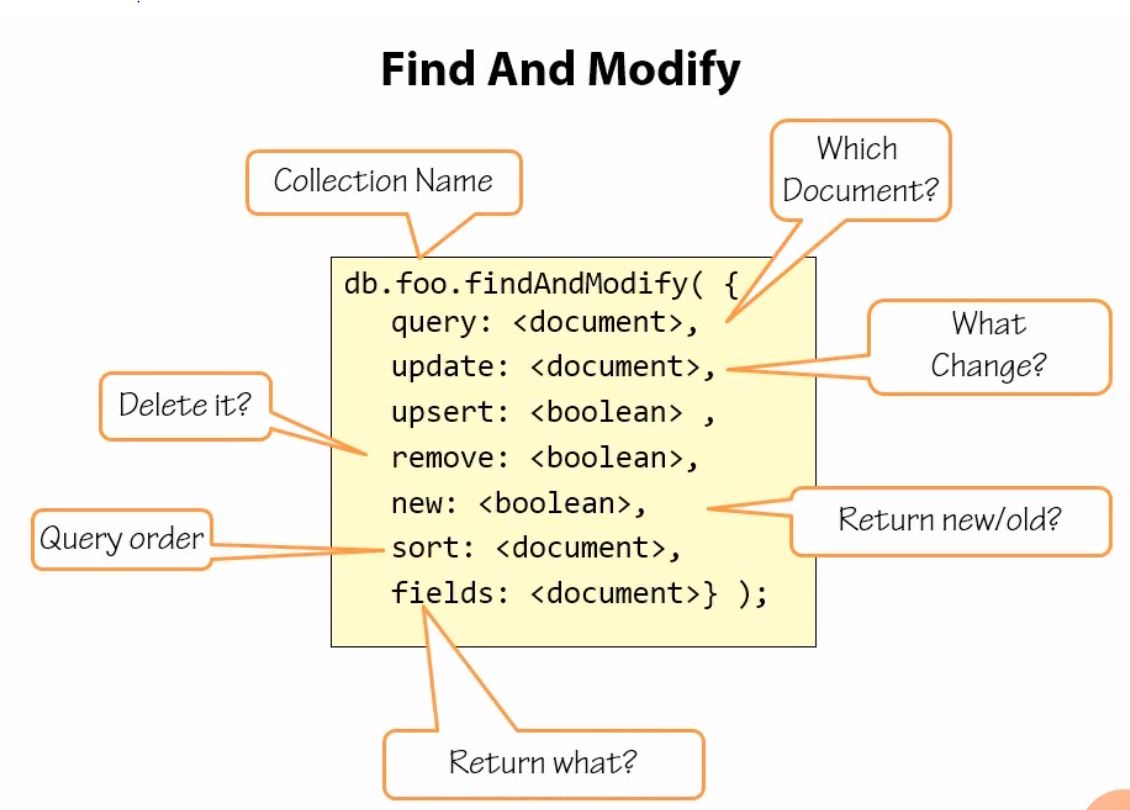 Find And Modify
Collection Name
Which
Document?
db.foo.findAndModify( {
query: <document>,
update: <document>,
upsert: <boolean> ,
remove: <boolean>,
new: <boolean>,
sort: <document>,
fields: <document>} );
What
Change?
Delete it?
Return new/old?
Query order
Return what?